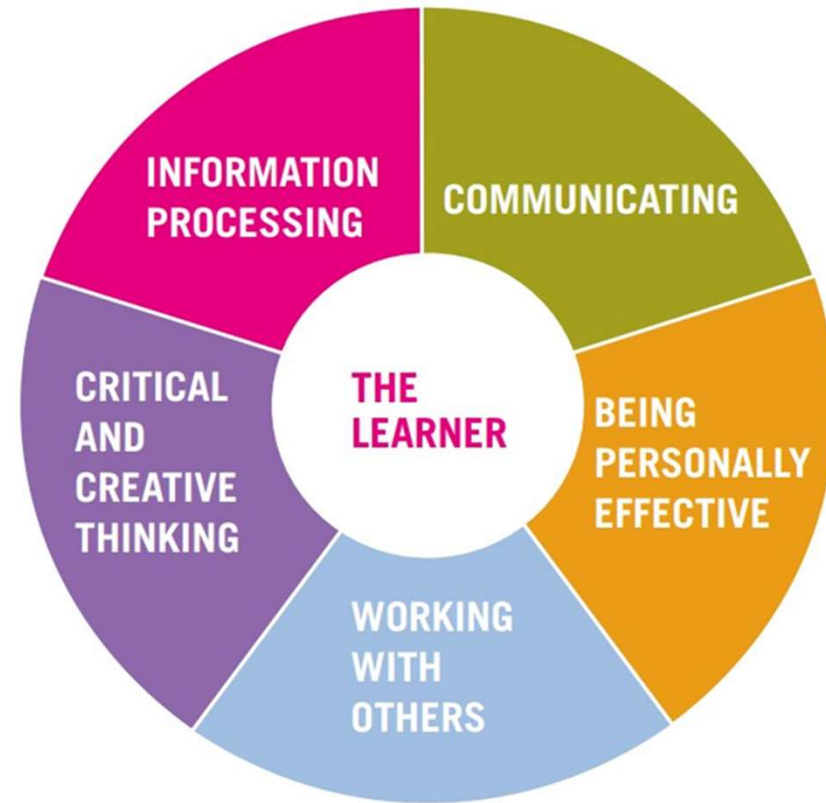 INFORMATION
PROCESSING
COMMUNICATING
CRITICAL
AND
CREATIVE
THINKING
THE
LEARNER
BEING
PERSONALLY
EFFECTIVE
WORKING
WITH
OTHERS